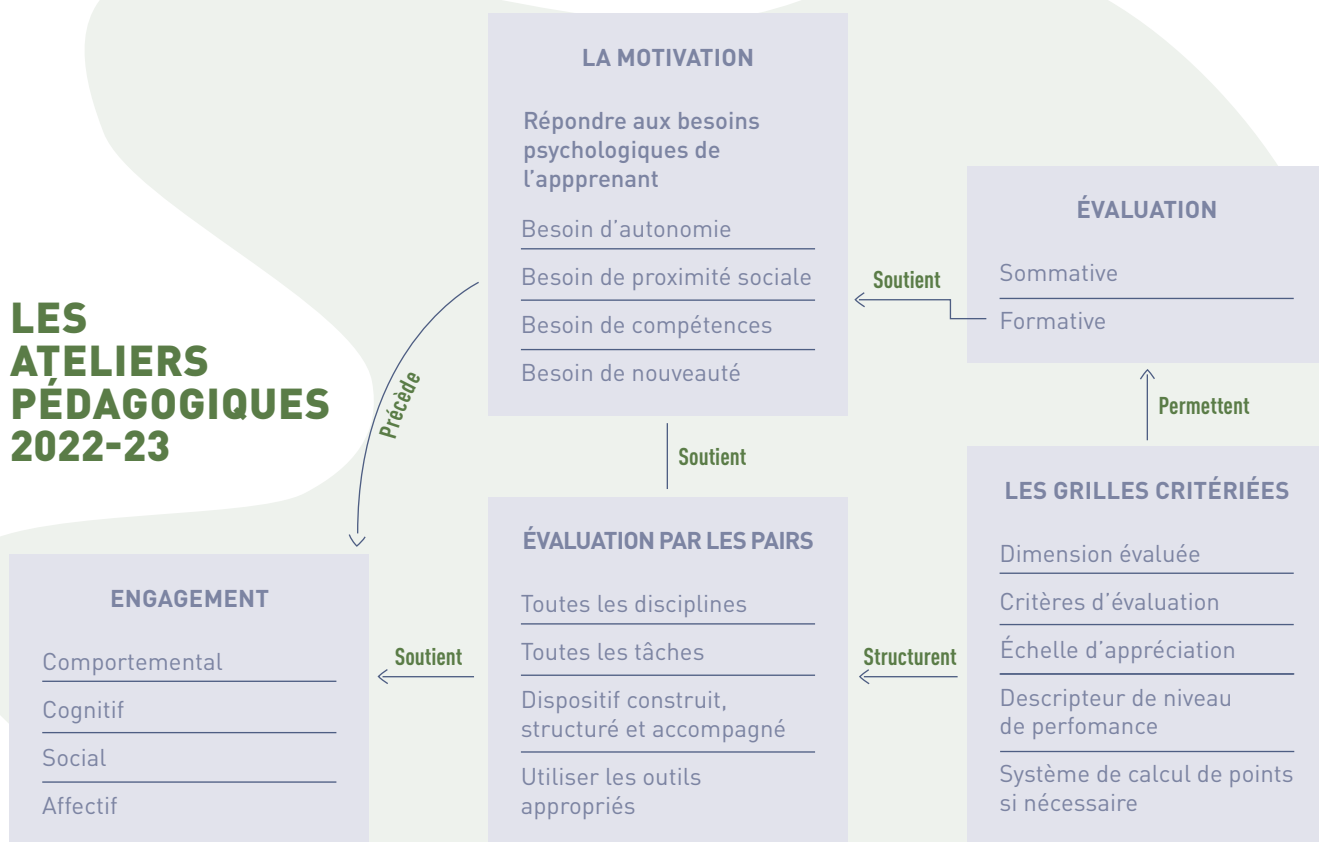 LES
ATELIERS
PÉDAGOGIQUES
2022-23
LA MOTIVATION
Répondre aux besoins
psychologiques de
l’appprenant
Besoin d’autonomie
Besoin de proximité sociale
Besoin de compétences
Besoin de nouveauté
Soutient
ÉVALUATION
Sommative
Formative
Précède
Soutient
Permettent
ENGAGEMENT
Comportemental
Cognitif
Social
Affectif
Soutient
ÉVALUATION PAR LES PAIRS
Toutes les disciplines
Toutes les tâches
Dispositif construit,
structuré et accompagné
Utiliser les outils
appropriés
Structurent
LES GRILLES CRITÉRIÉES
Dimension évaluée
Critères d’évaluation
Échelle d’appréciation
Descripteur de niveau
de perfomance
Système de calcul de points
si nécessaire